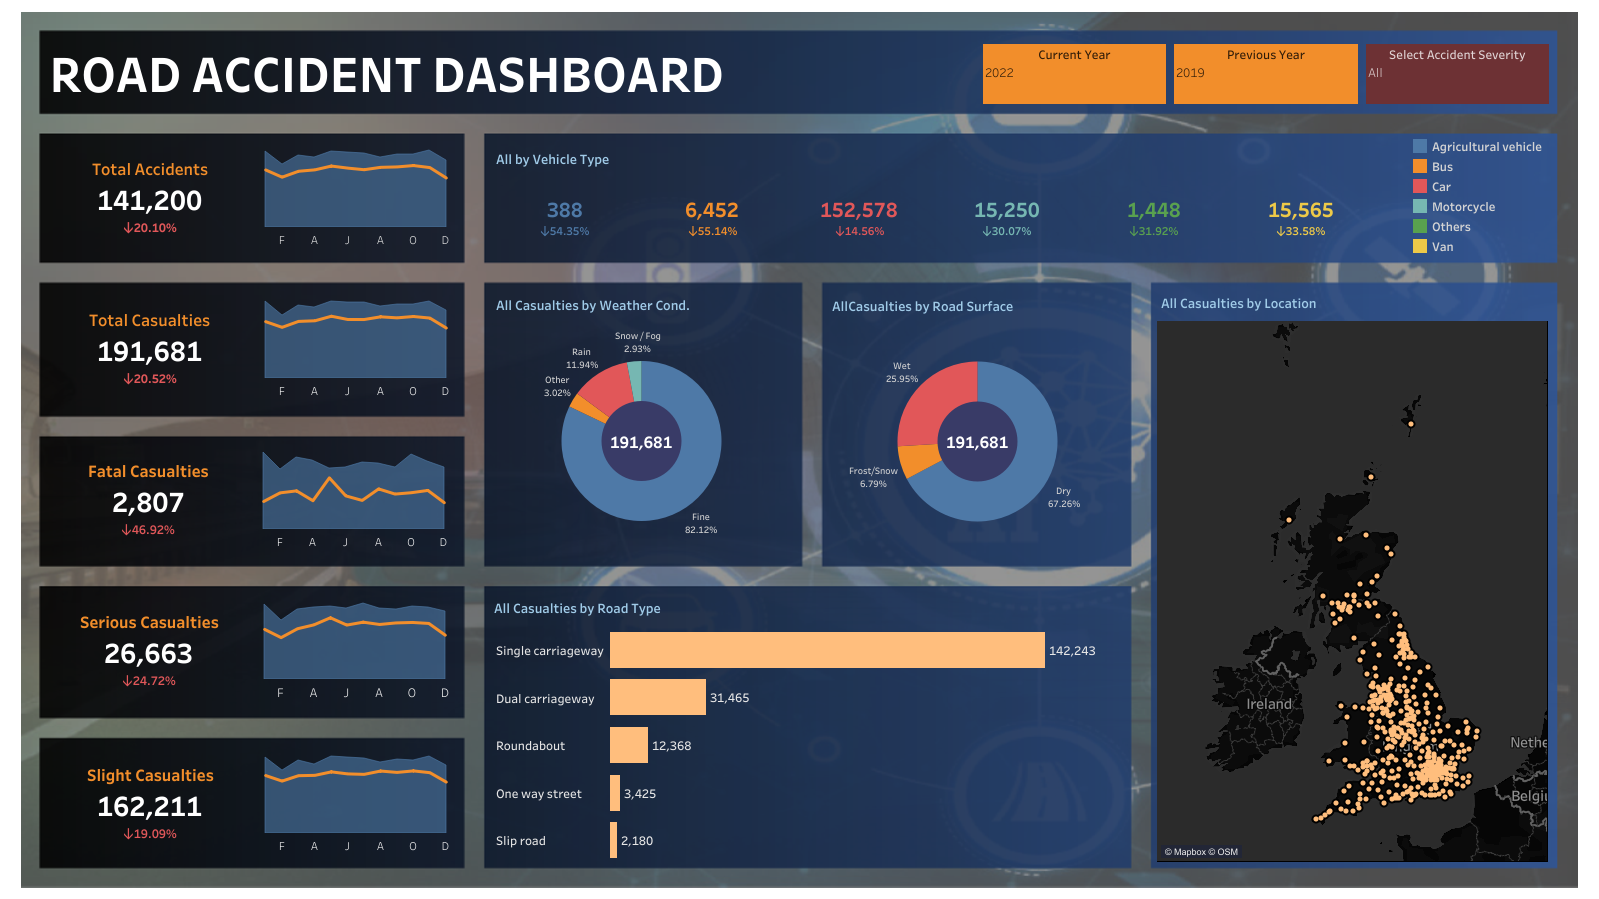 ROAD ACCIDENT DASHBOARD
Current Year
2022
Previous Year
2019
Select Accident Severity
All
Total Accidents
141,200
↓20.10%
F A J A O D
Total Casualties
191,681
↓20.52%
F A J A O D
Fatal Casualties
2,807
↓46.92%
F A J A O D
Serious Casualties
26,663
↓24.72%
F A J A O D
Slight Casualties
162,211
↓19.09%
F A J A O D
All by Vehicle Type
388 6,452 152,578 15,250 1,448 15,565
↓54.35% ↓55.14% ↓14.56% ↓30.07% ↓31.92% ↓33.58%
Agricultural vehicle
Bus
Car
Motorcycle
Others
Van
All Casualties by Weather Cond.
Snow / Fog
2.93%
Rain
11.94%
Other
3.02%
191,681
Fine
82.12%
AllCasualties by Road Surface
Wet
25.95%
191,681
Frost/Snow
6.79%
Dry
67.26%
All Casualties by Road Type
Single carriageway 142,243
Dual carriageway 31,465
Roundabout 12,368
One way street 3,425
Slip road 2,180
All Casualties by Location
Ireland
Nethe
Belgiu
© Mapbox © OSM